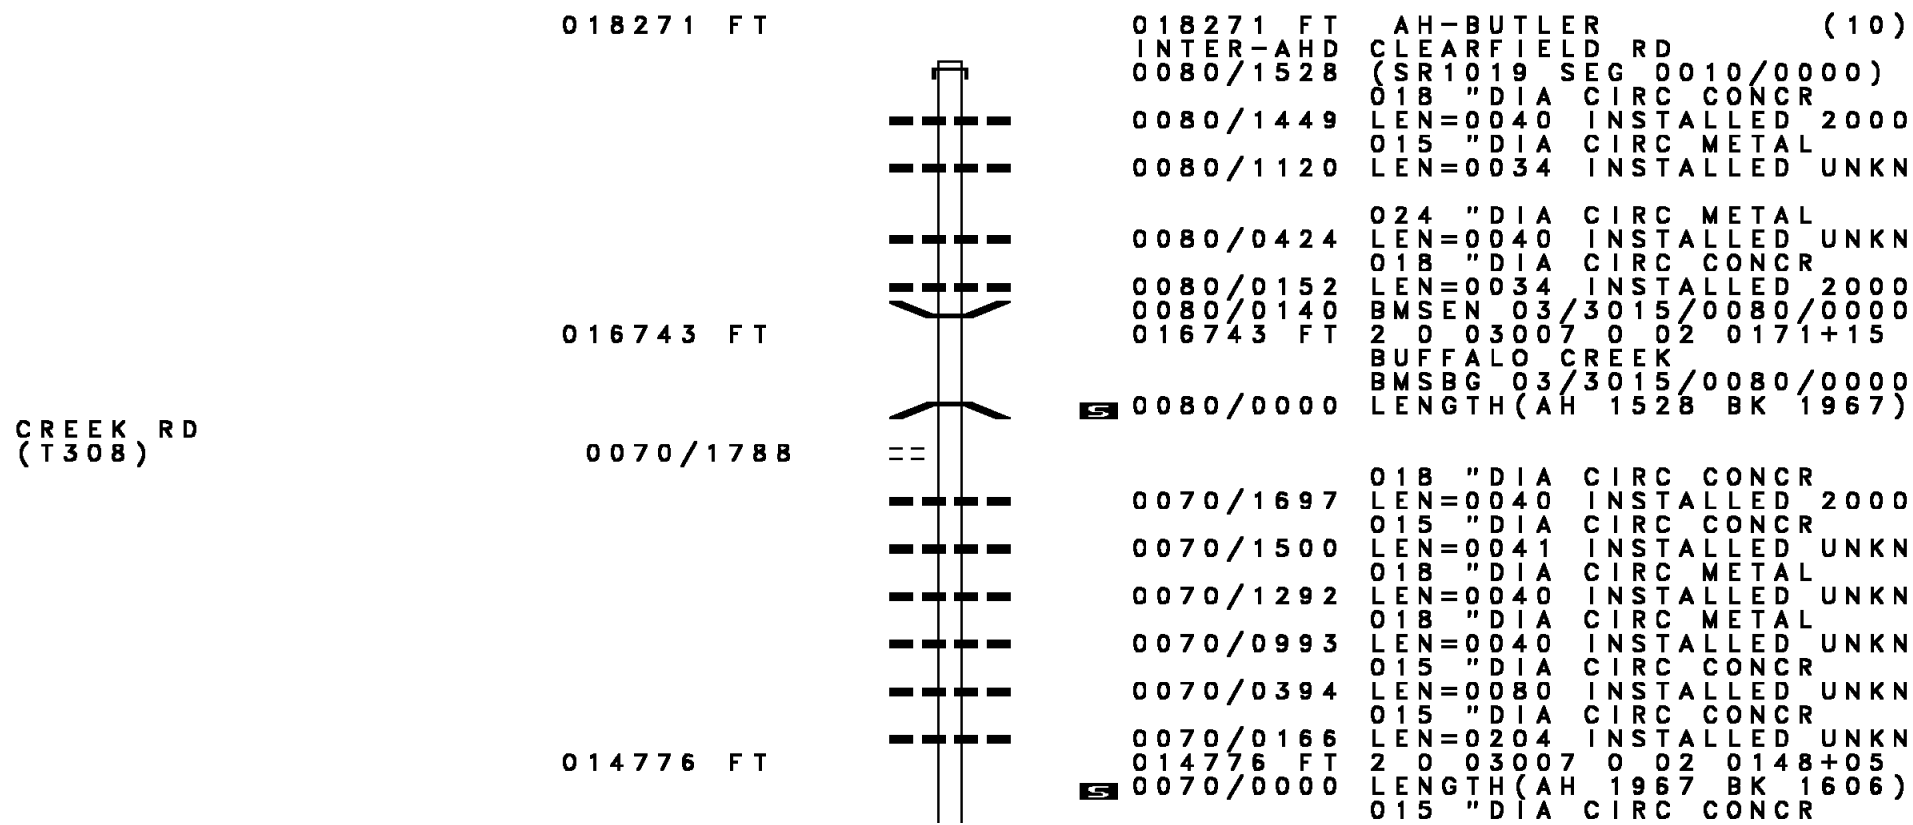 018271 FT 018271 FT AH-BUTLER (10)
INTER-AHD CLEARFIELD RD
0080/1528 (SR1019 SEG 0010/0000)
018 "DIA CIRC CONCR
0080/1449 LEN=0040 INSTALLED 2000
015 "DIA CIRC METAL
0080/1120 LEN=0034 INSTALLED UNKN
024 "DIA CIRC METAL
0080/0424 LEN=0040 INSTALLED UNKN
018 "DIA CIRC CONCR
0080/0152 LEN=0034 INSTALLED 2000
0080/0140 BMSEN 03/3015/0080/0000
016743 FT 016743 FT 2 0 03007 0 02 0171+15
BUFFALO CREEK
BMSBG 03/3015/0080/0000
S 0080/0000 LENGTH(AH 1528 BK 1967)
CREEK RD
(T308) 0070/1788
018 "DIA CIRC CONCR
0070/1697 LEN=0040 INSTALLED 2000
015 "DIA CIRC CONCR
0070/1500 LEN=0041 INSTALLED UNKN
018 "DIA CIRC METAL
0070/1292 LEN=0040 INSTALLED UNKN
018 "DIA CIRC METAL
0070/0993 LEN=0040 INSTALLED UNKN
015 "DIA CIRC CONCR
0070/0394 LEN=0080 INSTALLED UNKN
015 "DIA CIRC CONCR
0070/0166 LEN=0204 INSTALLED UNKN
014776 FT 014776 FT 2 0 03007 0 02 0148+05
S 0070/0000 LENGTH(AH 1967 BK 1606)
015 "DIA CIRC CONCR